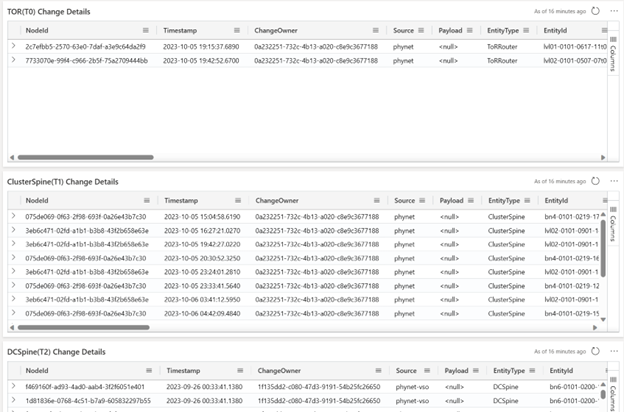 TOR(T0) Change Details As of 16 minutes ago
NodeId Timestamp ChangeOwner Source Payload EntityType EntityId
2c7efbb5-2570-63e0-7daf-a3e9c64da2f9 2023-10-05 19:15:37.6890 0a232251-732c-4b13-a020-c8e9c3677188 phynet <null> TorRouter lvl01-0101-0617-11t0
7733070e-99f4-c966-2b5f-75a2709444bb 2023-10-05 19:42:52.6700 0a232251-732c-4b13-a020-c8e9c3677188 phynet <null> TorRouter lvl02-0101-0507-07t0
Columns
ClusterSpine(T1) Change Details As of 16 minutes ago
NodeId Timestamp ChangeOwner Source Payload EntityType EntityId
075de069-0f63-2f98-693f-0a26e43b7c30 2023-10-05 15:04:58.6190 0a232251-732c-4b13-a020-c8e9c3677188 phynet <null> ClusterSpine bn4-0101-0219-17
3eb6c471-02fd-a1b1-b3b8-43f2b658e63e 2023-10-05 16:27:21.0270 0a232251-732c-4b13-a020-c8e9c3677188 phynet <null> ClusterSpine lvl02-0101-0901-1
3eb6c471-02fd-a1b1-b3b8-43f2b658e63e 2023-10-05 19:42:27.0220 0a232251-732c-4b13-a020-c8e9c3677188 phynet <null> ClusterSpine lvl02-0101-0901-1
075de069-0f63-2f98-693f-0a26e43b7c30 2023-10-05 20:30:52.3250 0a232251-732c-4b13-a020-c8e9c3677188 phynet <null> ClusterSpine bn4-0101-0219-16
3eb6c471-02fd-a1b1-b3b8-43f2b658e63e 2023-10-05 23:24:01.2810 0a232251-732c-4b13-a020-c8e9c3677188 phynet <null> ClusterSpine lvl02-0101-0901-1
075de069-0f63-2f98-693f-0a26e43b7c30 2023-10-05 23:33:41.5640 0a232251-732c-4b13-a020-c8e9c3677188 phynet <null> ClusterSpine bn4-0101-0219-12
3eb6c471-02fd-a1b1-b3b8-43f2b658e63e 2023-10-06 03:41:12.5950 0a232251-732c-4b13-a020-c8e9c3677188 phynet <null> ClusterSpine lvl02-0101-0901-1
075de069-0f63-2f98-693f-0a26e43b7c30 2023-10-06 04:42:09.4840 0a232251-732c-4b13-a020-c8e9c3677188 phynet <null> ClusterSpine bn4-0101-0219-15
Columns
DCSpine(T2) Change Details As of 16 minutes ago
NodeId Timestamp ChangeOwner Source Payload EntityType EntityId
f469160f-ad93-4ad0-aab4-3f2f6051e401 2023-09-26 00:33:41.1380 1f135dd2-c080-47d3-9191-54b25fc26650 phynet-vso <null> DCSpine bn6-0101-0200-
1d81836e-0768-4c51-b7a9-605832297b55 2023-09-26 00:33:41.1380 1f135dd2-c080-47d3-9191-54b25fc26650 phynet-vso <null> DCSpine bn6-0101-0200-